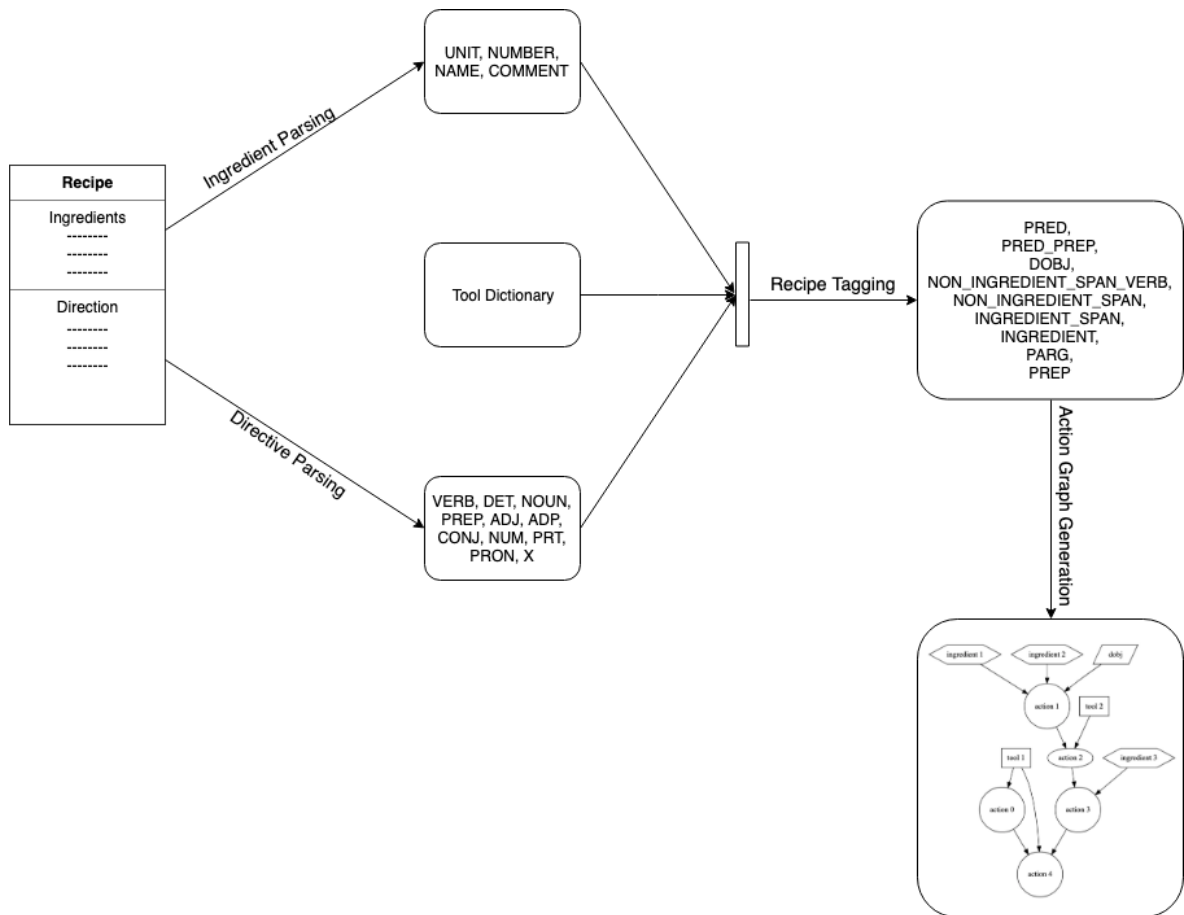 UNIT, NUMBER,
NAME, COMMENT
Ingredient Parsing
Recipe
Ingredients
--------
--------
--------
Direction
--------
--------
--------
Tool Dictionary
Directive Parsing
VERB, DET, NOUN,
PREP, ADJ, ADP,
CONJ, NUM, PRT,
PRON, X
Recipe Tagging
PRED,
PRED_PREP,
DOBJ,
NON_INGREDIENT_SPAN_VERB,
NON_INGREDIENT_SPAN,
INGREDIENT_SPAN,
INGREDIENT,
PARG,
PREP
Action Graph Generation
ingredient 1
ingredient 2
dobj
action 1
tool 2
tool 1
action 2
ingredient 3
action 0
action 3
action 4